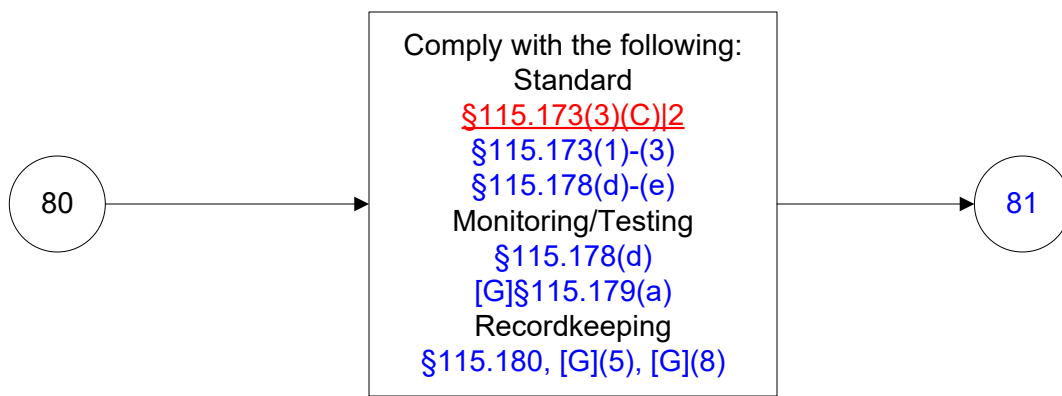 80
Comply with the following:
Standard
§115.173(3)(C)|2
§115.173(1)-(3)
§115.178(d)-(e)
Monitoring/Testing
§115.178(d)
[G]§115.179(a)
Recordkeeping
§115.180, [G](5), [G](8)
81